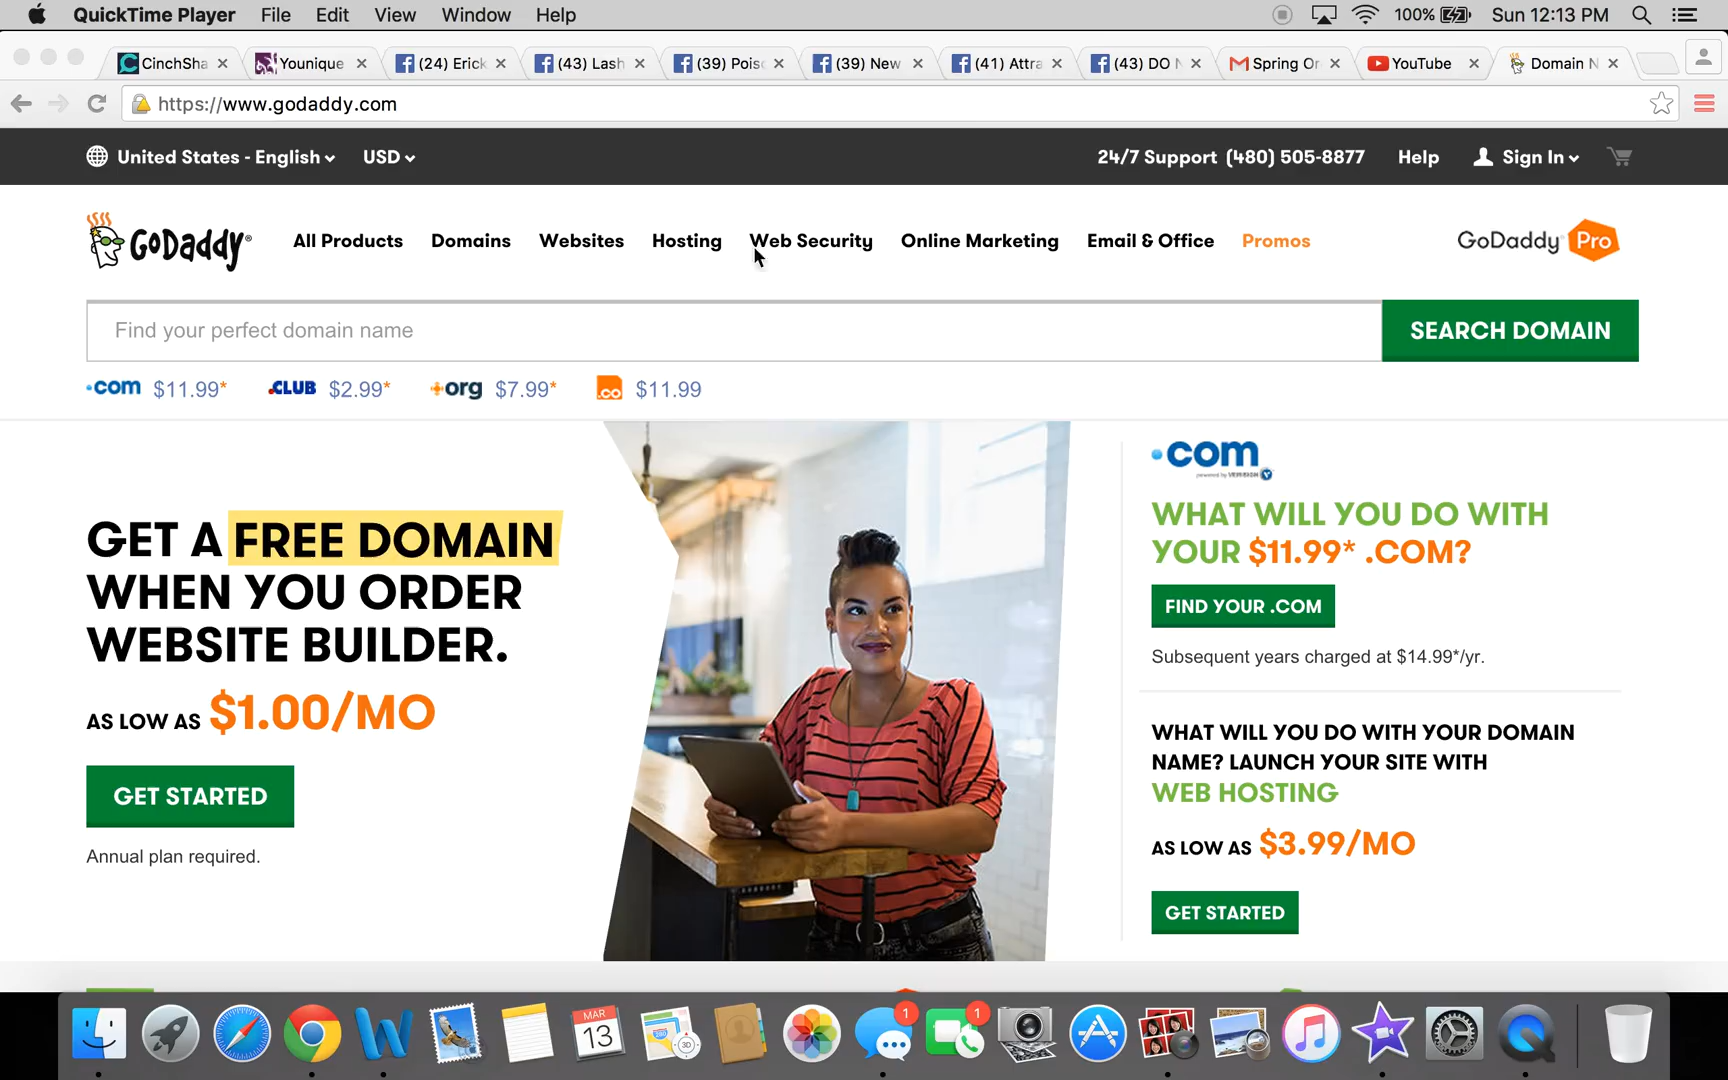 QuickTime Player File Edit View Window Help 100% Sun 12:13 PM
CinchSha Younique (24) Erick (43) Lash (39) Pois (39) New (41) Attra (43) DO N Spring Or YouTube Domain N
https://www.godaddy.com
United States - English USD 24/7 Support (480) 505-8877 Help Sign In
GoDaddy® All Products Domains Websites Hosting Web Security Online Marketing Email & Office Promos GoDaddy Pro
Find your perfect domain name SEARCH DOMAIN
.com $11.99* .CLUB $2.99* org $7.99* .co $11.99
GET A FREE DOMAIN
WHEN YOU ORDER
WEBSITE BUILDER.
AS LOW AS $1.00/MO
GET STARTED
Annual plan required.
.com
powered by VERISIGN
WHAT WILL YOU DO WITH
YOUR $11.99* .COM?
FIND YOUR .COM
Subsequent years charged at $14.99*/yr.
WHAT WILL YOU DO WITH YOUR DOMAIN
NAME? LAUNCH YOUR SITE WITH
WEB HOSTING
AS LOW AS $3.99/MO
GET STARTED
MAR
13
3D
1
1